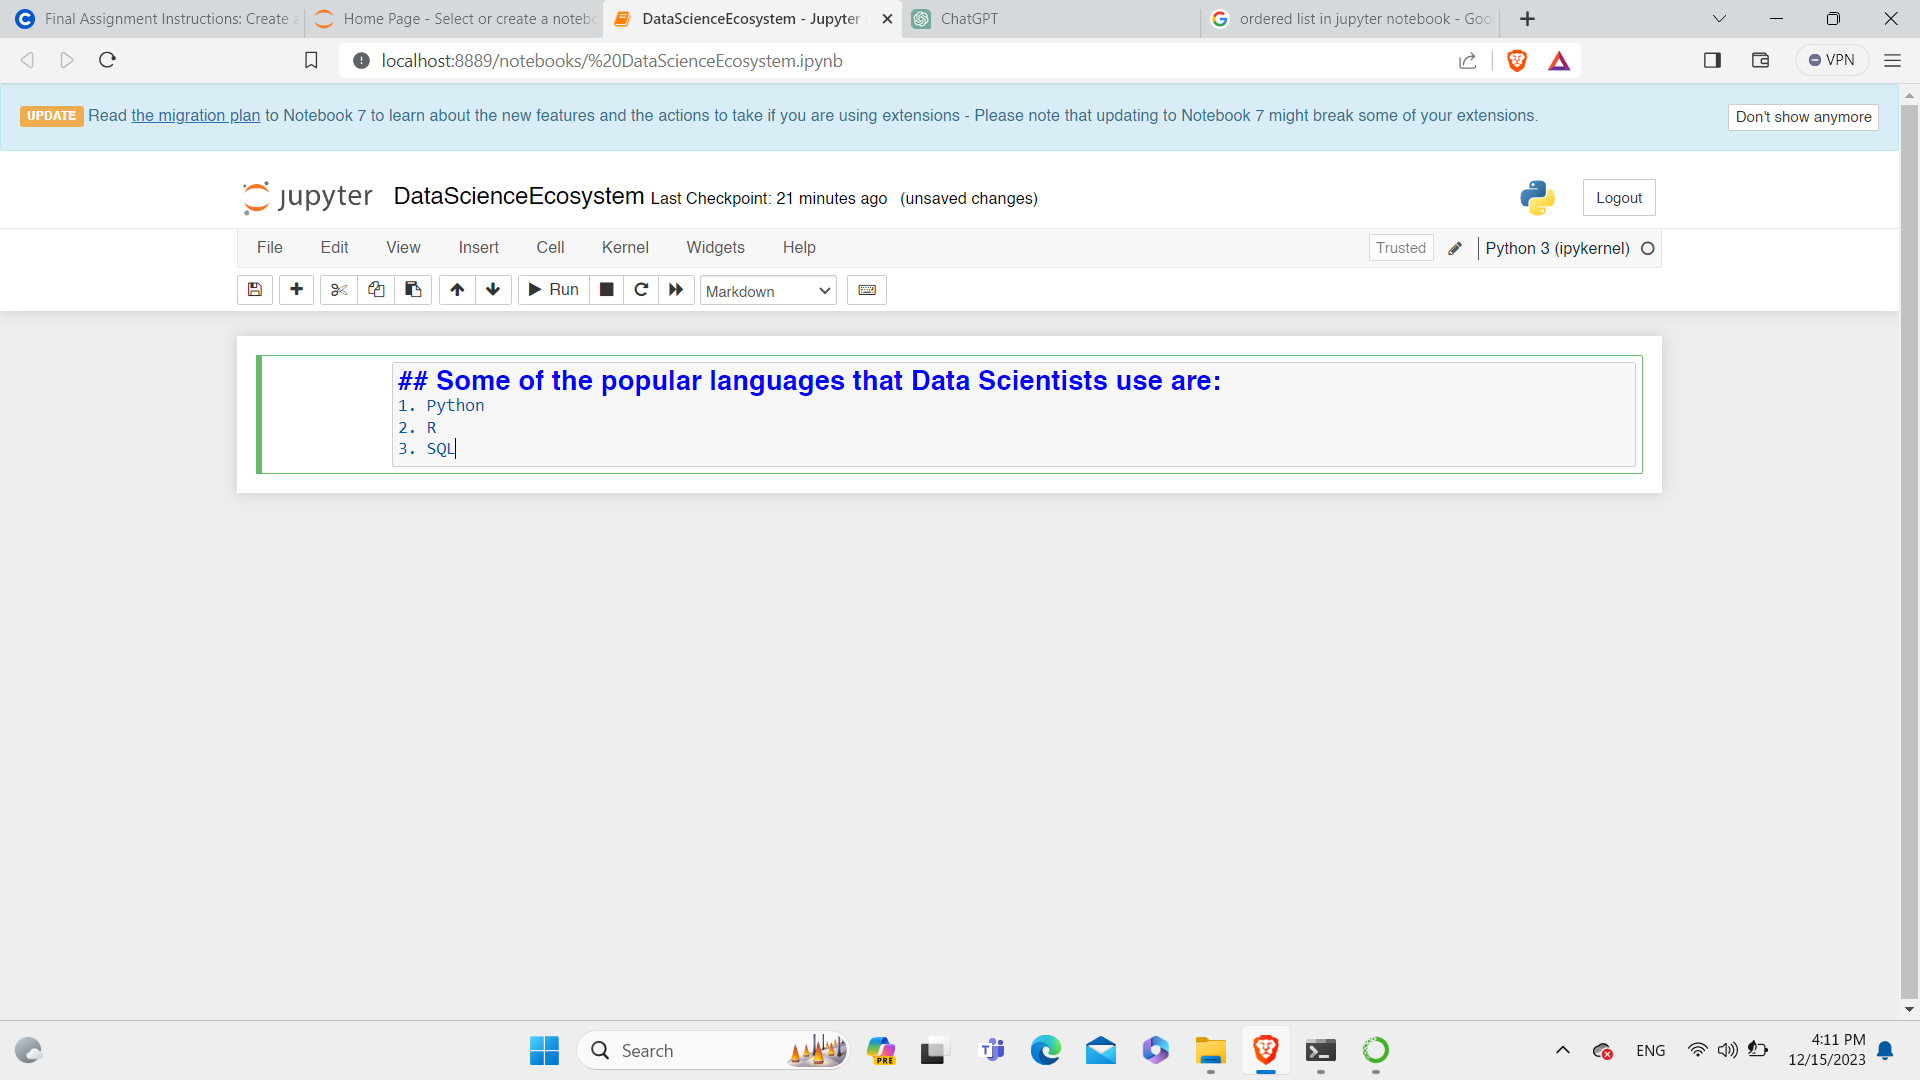 Final Assignment Instructions: Create a
Home Page - Select or create a noteb
DataScienceEcosystem - Jupyter
ChatGPT
ordered list in jupyter notebook - Goo
localhost:8889/notebooks/%20DataScienceEcosystem.ipynb
VPN
UPDATE Read the migration plan to Notebook 7 to learn about the new features and the actions to take if you are using extensions - Please note that updating to Notebook 7 might break some of your extensions.
Don't show anymore
jupyter DataScienceEcosystem Last Checkpoint: 21 minutes ago (unsaved changes)
Logout
File Edit View Insert Cell Kernel Widgets Help
Trusted Python 3 (ipykernel)
Run Markdown
## Some of the popular languages that Data Scientists use are:
1. Python
2. R
3. SQL
Search
PRE
ENG
4:11 PM
12/15/2023